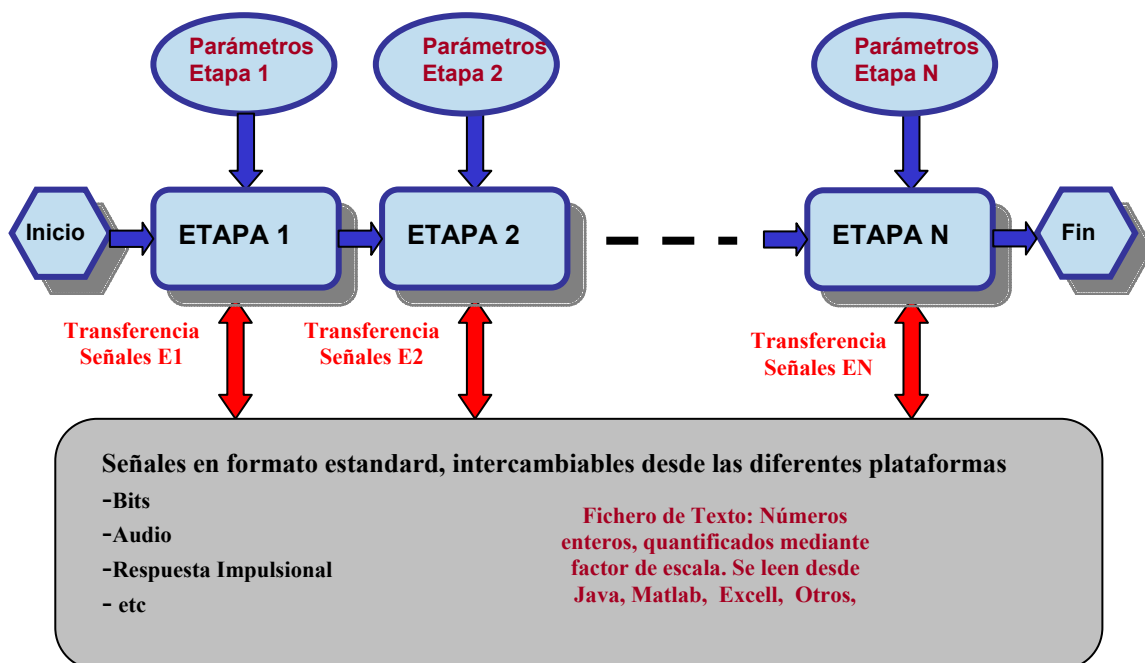 Parámetros
Etapa 1
Parámetros
Etapa 2
Parámetros
Etapa N
Inicio
ETAPA 1
ETAPA 2
ETAPA N
Fin
Transferencia
Señales E1
Transferencia
Señales E2
Transferencia
Señales EN
Señales en formato estandard, intercambiables desde las diferentes plataformas
-Bits
-Audio
-Respuesta Impulsional
- etc
Fichero de Texto: Números
enteros, quantificados mediante
factor de escala. Se leen desde
Java, Matlab, Excell, Otros,